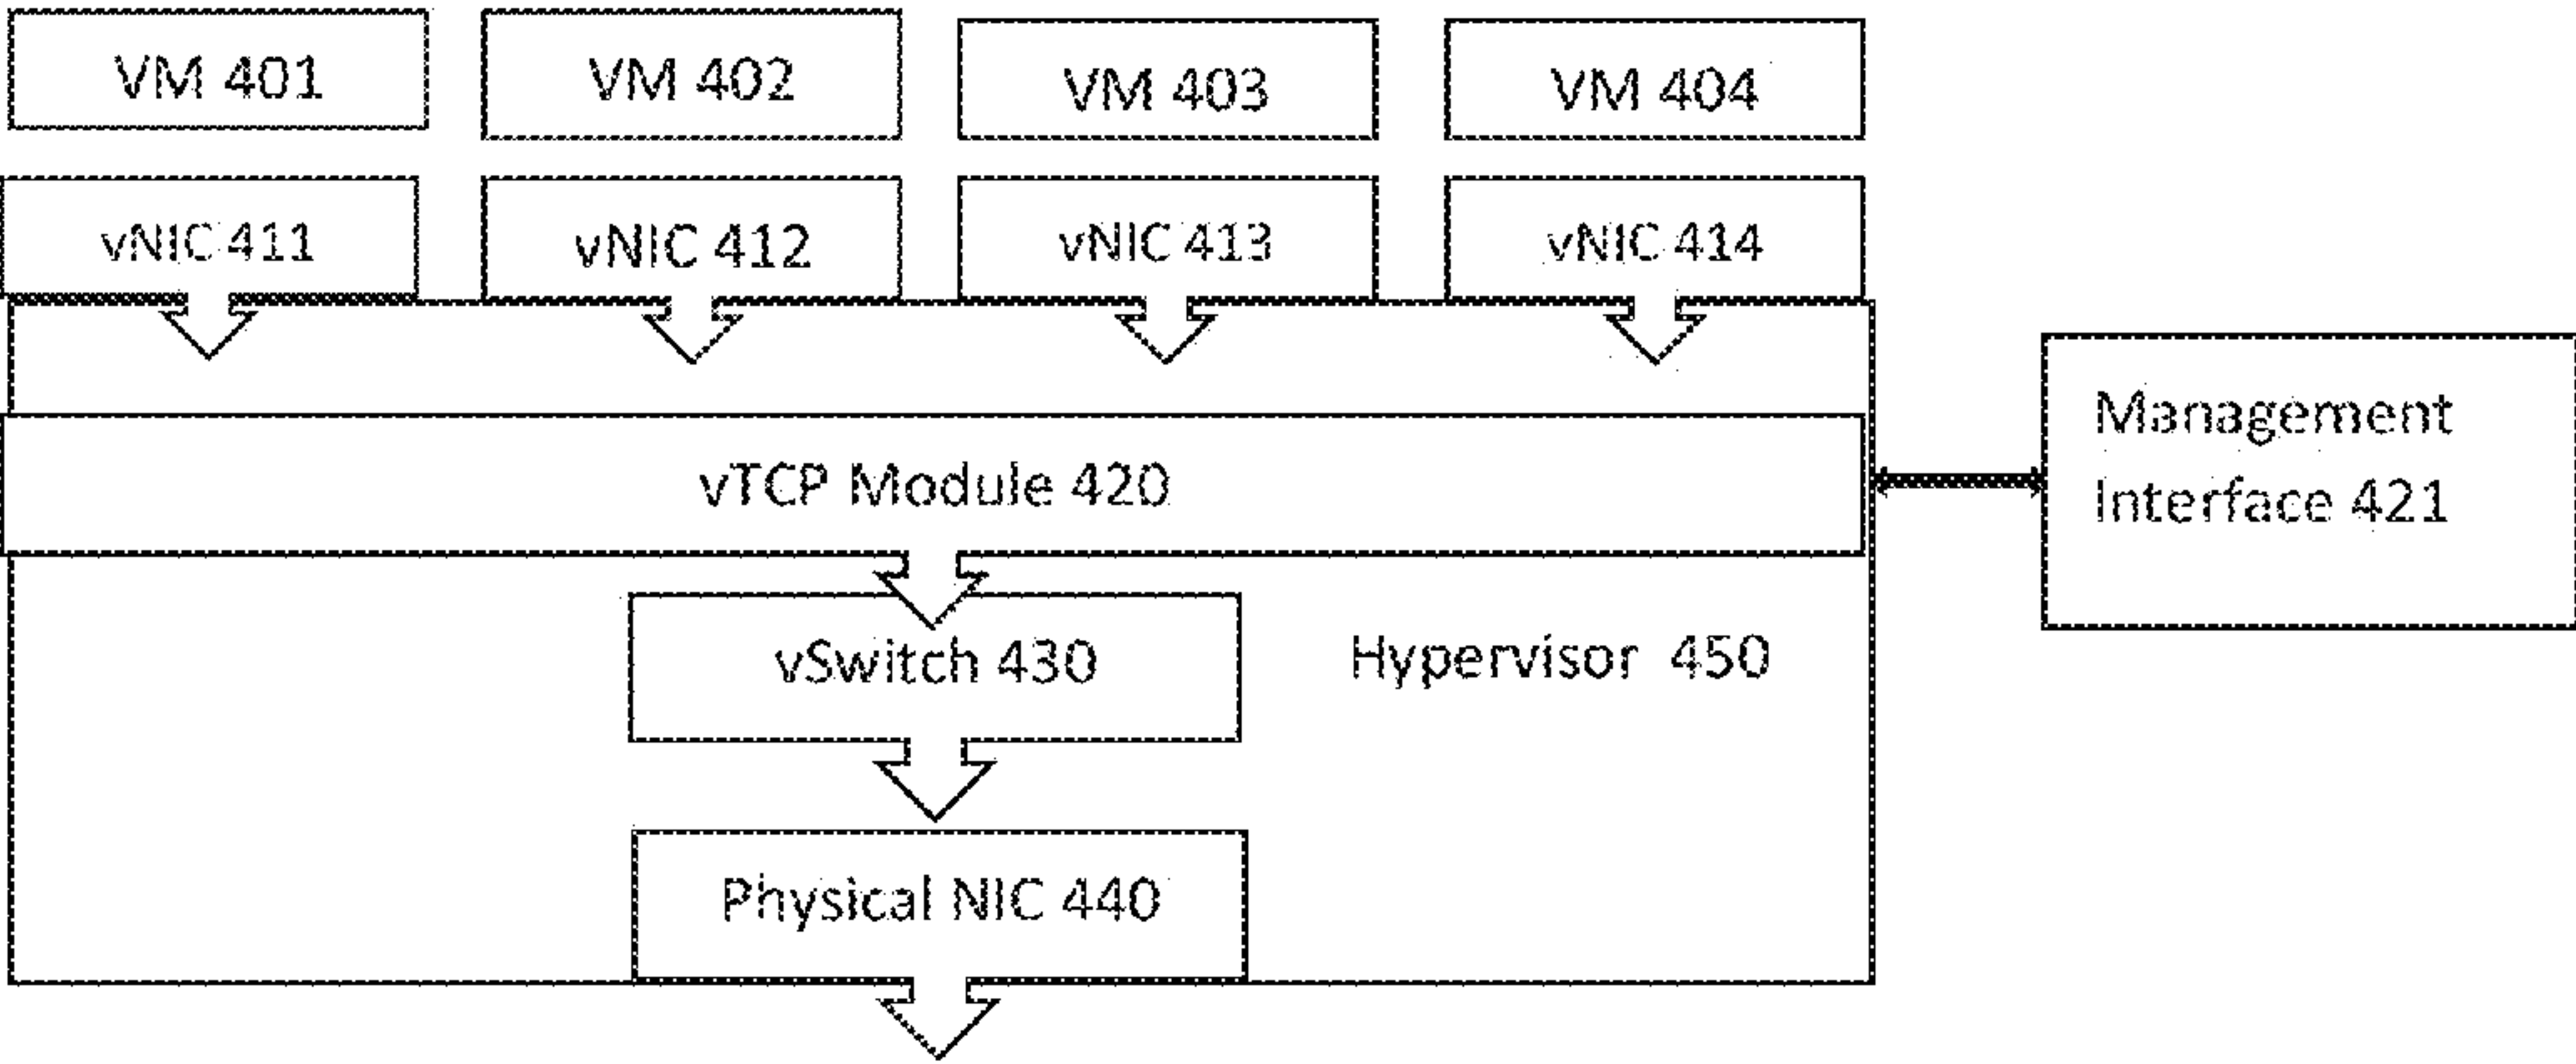 VM 401
VM 402
VM 403
VM 404
vNIC 411
vNIC 412
vNIC 413
vNIC 414
vTCP Module 420
Management
Interface 421
vSwitch 430
Hypervisor 450
Physical NIC 440